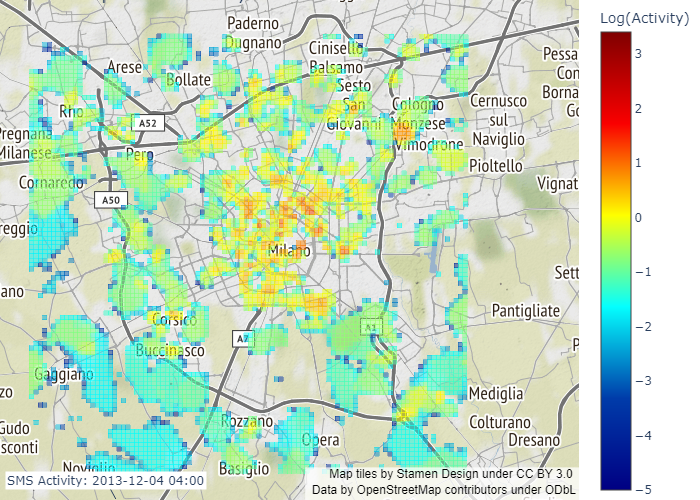 Log(Activity)
3
2
1
0
−1
−2
−3
−4
−5
Paderno
Dugnano
Cinisello
Balsamo
Arese
Bollate
Sesto
San
Giovanni
Rho
A52
Cologno
Monzese
Cernusco
sul
Naviglio
Pessa
Con
Borna
Go
Pregnana
Milanese
Pero
Vimodrone
Pioltello
Cornaredo
Vignat
A50
reggio
Milano
Sett
ano
Pantigliate
Corsico
A1
A7
Buccinasco
P
Gaggiano
zo
Mediglia
Rozzano
Colturano
Gudo
sconti
Opera
Dresano
Noviglio
Basiglio
SMS Activity: 2013-12-04 04:00
Map tiles by Stamen Design under CC BY 3.0
Data by OpenStreetMap contributors under ODbL